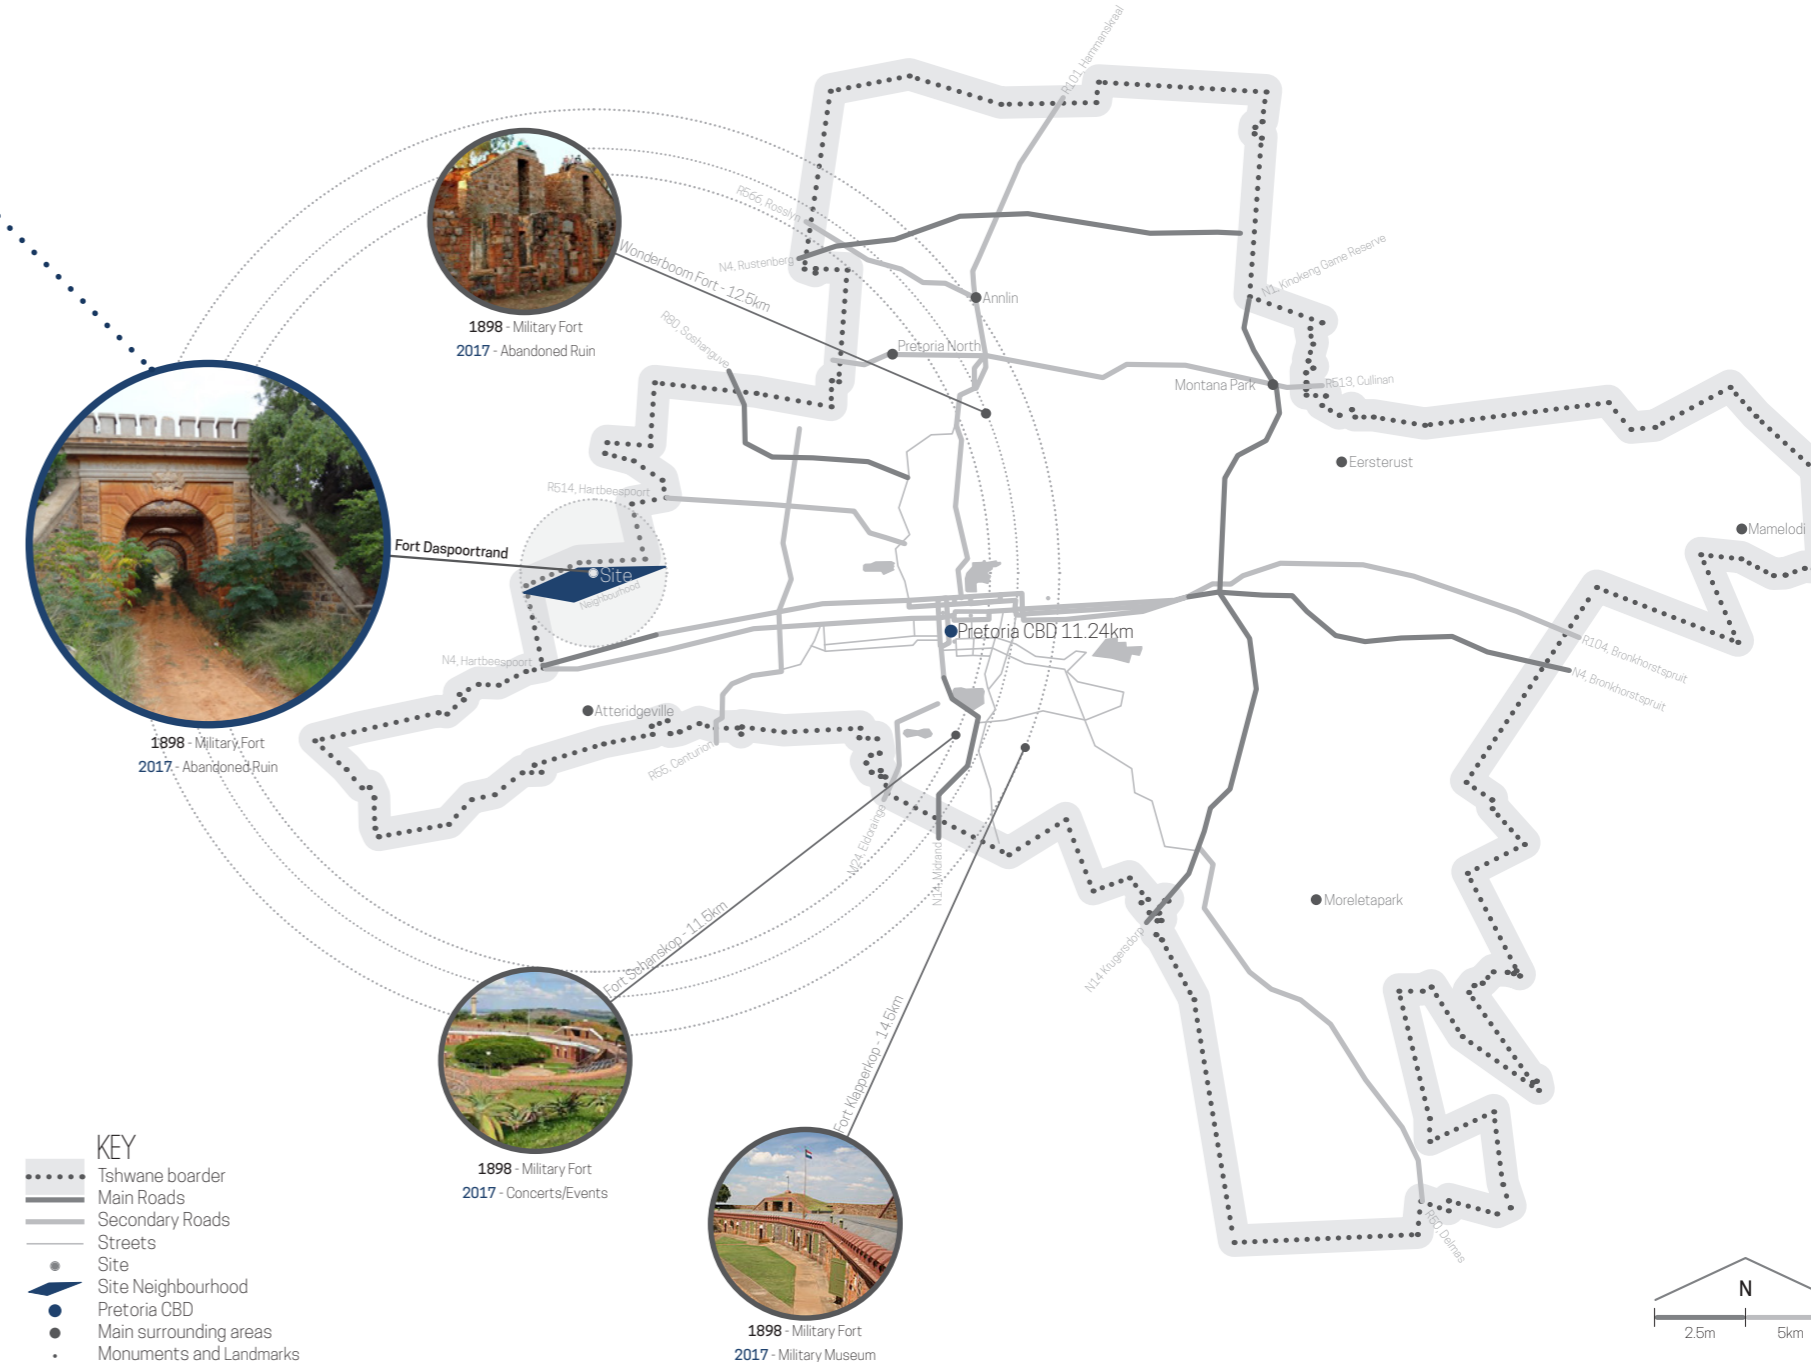 R101, Hammanskraal
R566, Rosslyn
N4, Rustenberg
Wonderboom Fort - 12.5km
Annlin
N1, Kinokeng Game Reserve
1898 - Military Fort
2017 - Abandoned Ruin
R80, Soshanguve
Pretoria North
Montana Park
R513, Cullinan
Eersterust
R514, Hartbeespoort
Mamelodi
Fort Daspoortrand
Site
Neighbourhood
Pretoria CBD 11.24km
R104, Bronkhorstspruit
N4, Bronkhorstspruit
N4, Hartbeespoort
Atteridgeville
R55, Centurion
1898 - Military Fort
2017 - Abandoned Ruin
M24, Eldoraingn
N14, Midrand
Moreletapark
N14 Krugersdorp
Fort Schanskop - 11.5km
Fort Klapperkop - 14.5km
1898 - Military Fort
2017 - Concerts/Events
R50, Delmas
KEY
Tshwane boarder
Main Roads
Secondary Roads
Streets
Site
Site Neighbourhood
Pretoria CBD
Main surrounding areas
Monuments and Landmarks
1898 - Military Fort
2017 - Military Museum
N
2.5m
5km